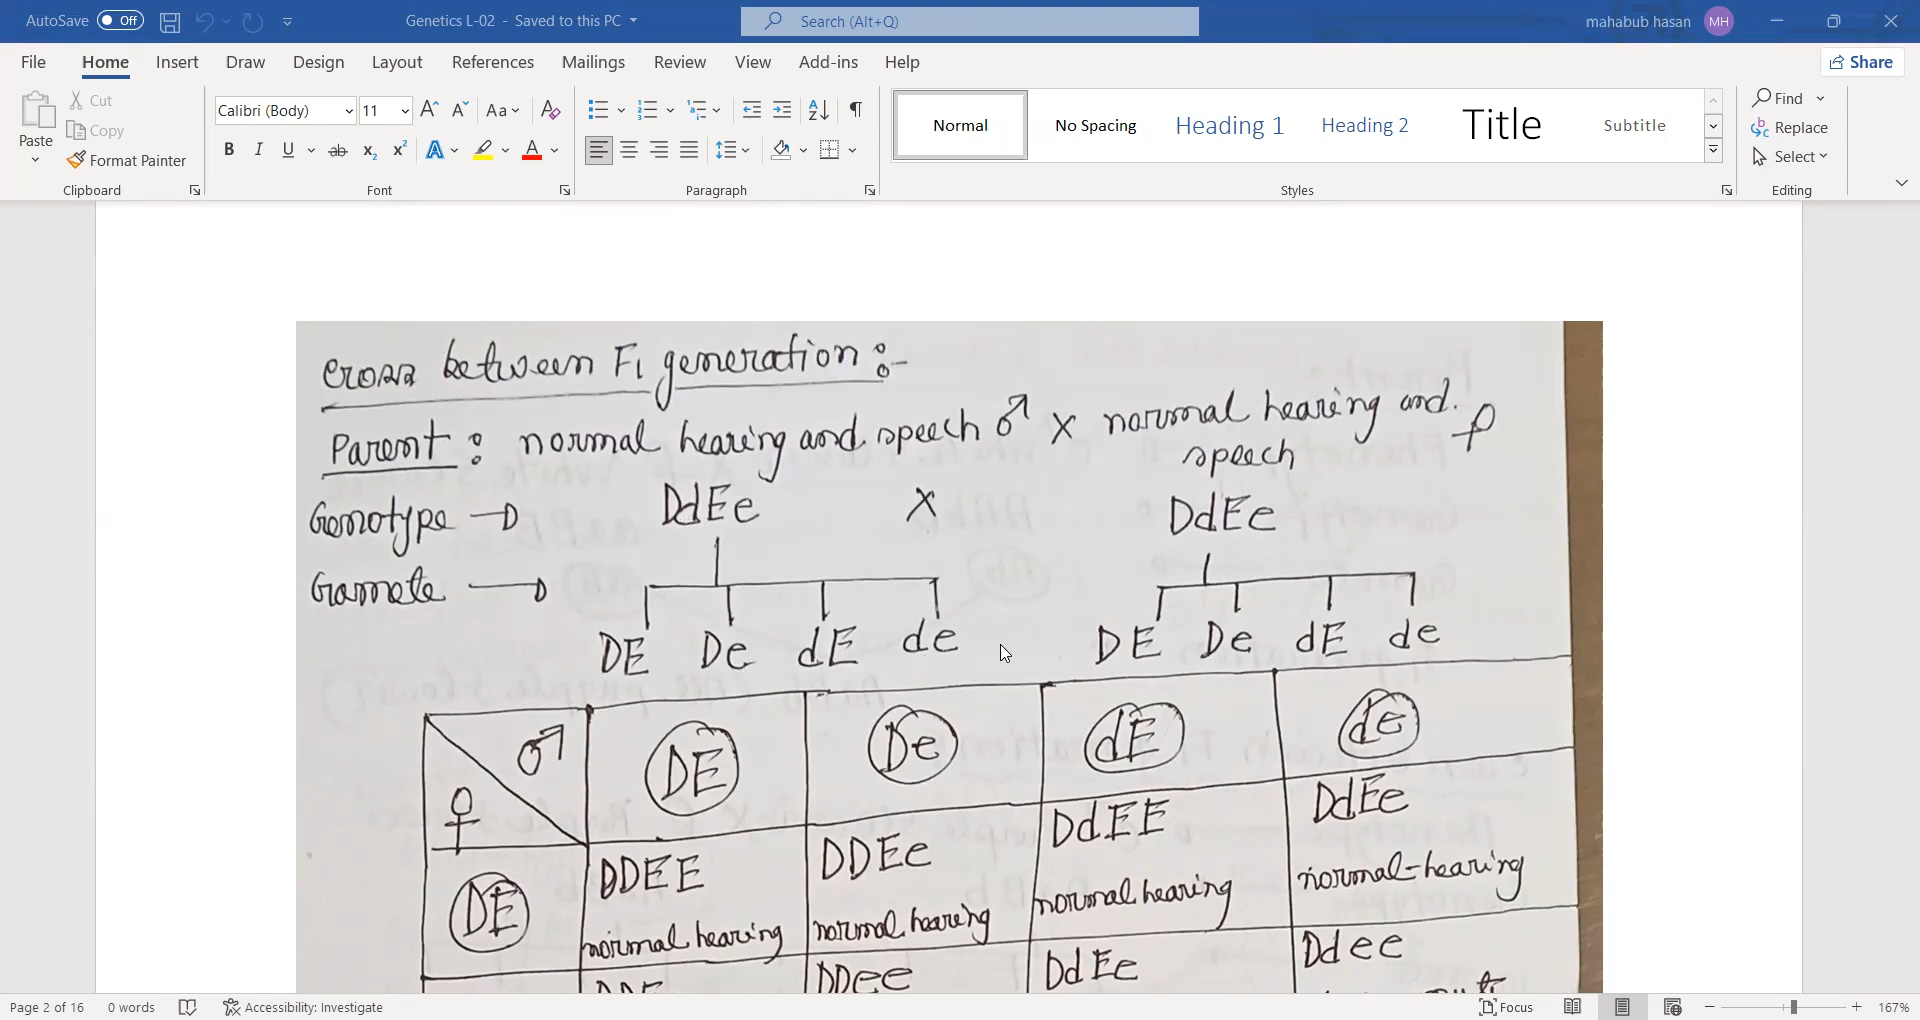 AutoSave Off Genetics L-02 - Saved to this PC Search (Alt+Q) mahabub hasan MH
File Home Insert Draw Design Layout References Mailings Review View Add-ins Help Share
Paste Cut Copy Format Painter
Calibri (Body) 11 A A Aa A
B I U ab x₂ x² A A
Normal No Spacing Heading 1 Heading 2 Title Subtitle
Find Replace Select
Clipboard Font Paragraph Styles Editing
cross between F1 generation :-
Parent : normal hearing and speech ♂ X normal hearing and ♀
speech
Genotype → DdEe X DdEe
Gamete →
DE De dE de DE De dE de
♂ DE De dE de
♀
DE DDEE DDEe DdEE DdEe
normal hearing normal hearing normal hearing normal-hearing
DDee DdEe Ddee
Page 2 of 16 0 words Accessibility: Investigate Focus 167%